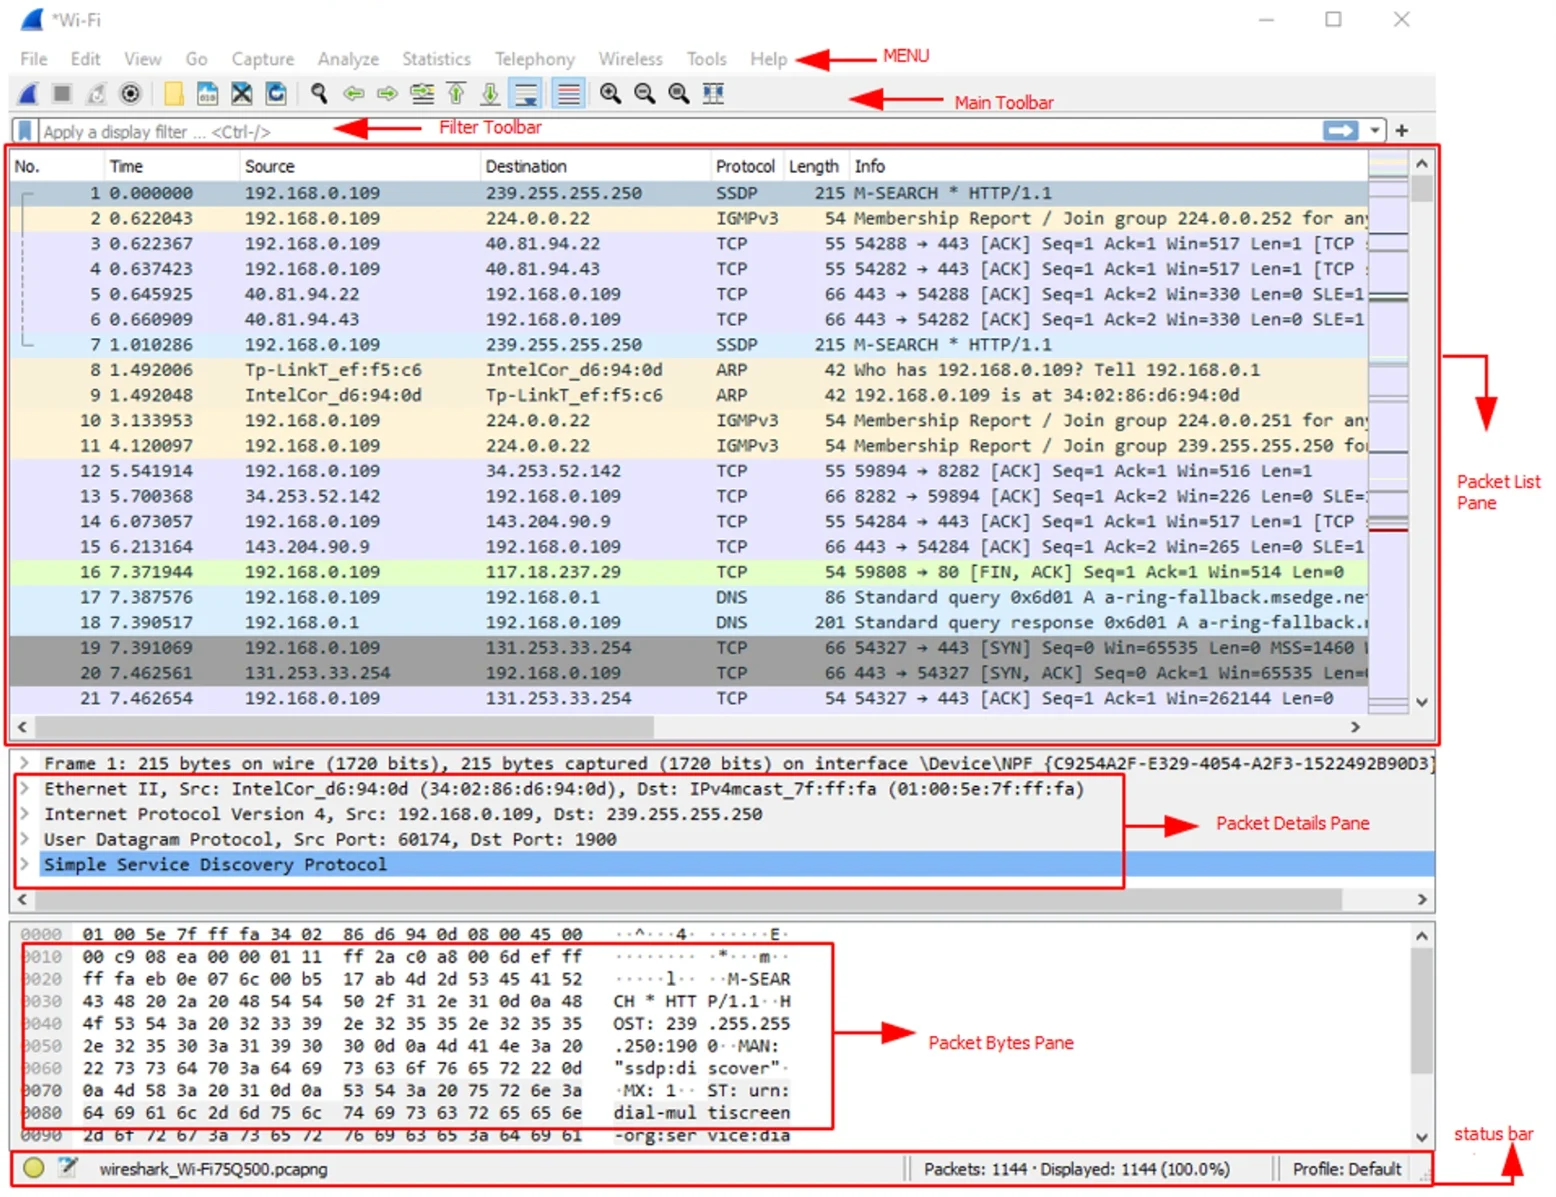 *Wi-Fi
File Edit View Go Capture Analyze Statistics Telephony Wireless Tools Help MENU
Main Toolbar
Apply a display filter ... <Ctrl-/> Filter Toolbar +
No. Time Source Destination Protocol Length Info
1 0.000000 192.168.0.109 239.255.255.250 SSDP 215 M-SEARCH * HTTP/1.1
2 0.622043 192.168.0.109 224.0.0.22 IGMPv3 54 Membership Report / Join group 224.0.0.252 for any
3 0.622367 192.168.0.109 40.81.94.22 TCP 55 54288 → 443 [ACK] Seq=1 Ack=1 Win=517 Len=1 [TCP
4 0.637423 192.168.0.109 40.81.94.43 TCP 55 54282 → 443 [ACK] Seq=1 Ack=1 Win=517 Len=1 [TCP
5 0.645925 40.81.94.22 192.168.0.109 TCP 66 443 → 54288 [ACK] Seq=1 Ack=2 Win=330 Len=0 SLE=1
6 0.660909 40.81.94.43 192.168.0.109 TCP 66 443 → 54282 [ACK] Seq=1 Ack=2 Win=330 Len=0 SLE=1
7 1.010286 192.168.0.109 239.255.255.250 SSDP 215 M-SEARCH * HTTP/1.1
8 1.492006 Tp-LinkT_ef:f5:c6 IntelCor_d6:94:0d ARP 42 Who has 192.168.0.109? Tell 192.168.0.1
9 1.492048 IntelCor_d6:94:0d Tp-LinkT_ef:f5:c6 ARP 42 192.168.0.109 is at 34:02:86:d6:94:0d
10 3.133953 192.168.0.109 224.0.0.22 IGMPv3 54 Membership Report / Join group 224.0.0.251 for any
11 4.120097 192.168.0.109 224.0.0.22 IGMPv3 54 Membership Report / Join group 239.255.255.250 for
12 5.541914 192.168.0.109 34.253.52.142 TCP 55 59894 → 8282 [ACK] Seq=1 Ack=1 Win=516 Len=1
13 5.700368 34.253.52.142 192.168.0.109 TCP 66 8282 → 59894 [ACK] Seq=1 Ack=2 Win=226 Len=0 SLE=
14 6.073057 192.168.0.109 143.204.90.9 TCP 55 54284 → 443 [ACK] Seq=1 Ack=1 Win=517 Len=1 [TCP
15 6.213164 143.204.90.9 192.168.0.109 TCP 66 443 → 54284 [ACK] Seq=1 Ack=2 Win=265 Len=0 SLE=1
16 7.371944 192.168.0.109 117.18.237.29 TCP 54 59808 → 80 [FIN, ACK] Seq=1 Ack=1 Win=514 Len=0
17 7.387576 192.168.0.109 192.168.0.1 DNS 86 Standard query 0x6d01 A a-ring-fallback.msedge.net
18 7.390517 192.168.0.1 192.168.0.109 DNS 201 Standard query response 0x6d01 A a-ring-fallback.
19 7.391069 192.168.0.109 131.253.33.254 TCP 66 54327 → 443 [SYN] Seq=0 Win=65535 Len=0 MSS=1460
20 7.462561 131.253.33.254 192.168.0.109 TCP 66 443 → 54327 [SYN, ACK] Seq=0 Ack=1 Win=65535 Len=
21 7.462654 192.168.0.109 131.253.33.254 TCP 54 54327 → 443 [ACK] Seq=1 Ack=1 Win=262144 Len=0
Packet List
Pane
Frame 1: 215 bytes on wire (1720 bits), 215 bytes captured (1720 bits) on interface \Device\NPF_{C9254A2F-E329-4054-A2F3-1522492B90D3}
Ethernet II, Src: IntelCor_d6:94:0d (34:02:86:d6:94:0d), Dst: IPv4mcast_7f:ff:fa (01:00:5e:7f:ff:fa)
Internet Protocol Version 4, Src: 192.168.0.109, Dst: 239.255.255.250
User Datagram Protocol, Src Port: 60174, Dst Port: 1900
Simple Service Discovery Protocol
Packet Details Pane
0000 01 00 5e 7f ff fa 34 02 86 d6 94 0d 08 00 45 00 ··^···4· ······E·
0010 00 c9 08 ea 00 00 01 11 ff 2a c0 a8 00 6d ef ff ········ ·*···m··
0020 ff fa eb 0e 07 6c 00 b5 17 ab 4d 2d 53 45 41 52 ·····l·· ··M-SEAR
0030 43 48 20 2a 20 48 54 54 50 2f 31 2e 31 0d 0a 48 CH * HTT P/1.1··H
0040 4f 53 54 3a 20 32 33 39 2e 32 35 35 2e 32 35 35 OST: 239 .255.255
0050 2e 32 35 30 3a 31 39 30 30 0d 0a 4d 41 4e 3a 20 .250:190 0··MAN:
0060 22 73 73 64 70 3a 64 69 73 63 6f 76 65 72 22 0d "ssdp:di scover"·
0070 0a 4d 58 3a 20 31 0d 0a 53 54 3a 20 75 72 6e 3a ·MX: 1·· ST: urn:
0080 64 69 61 6c 2d 6d 75 6c 74 69 73 63 72 65 65 6e dial-mul tiscreen
0090 2d 6f 72 67 3a 73 65 72 76 69 63 65 3a 64 69 61 -org:ser vice:dia
Packet Bytes Pane
status bar
wireshark_Wi-Fi75Q500.pcapng Packets: 1144 · Displayed: 1144 (100.0%) Profile: Default